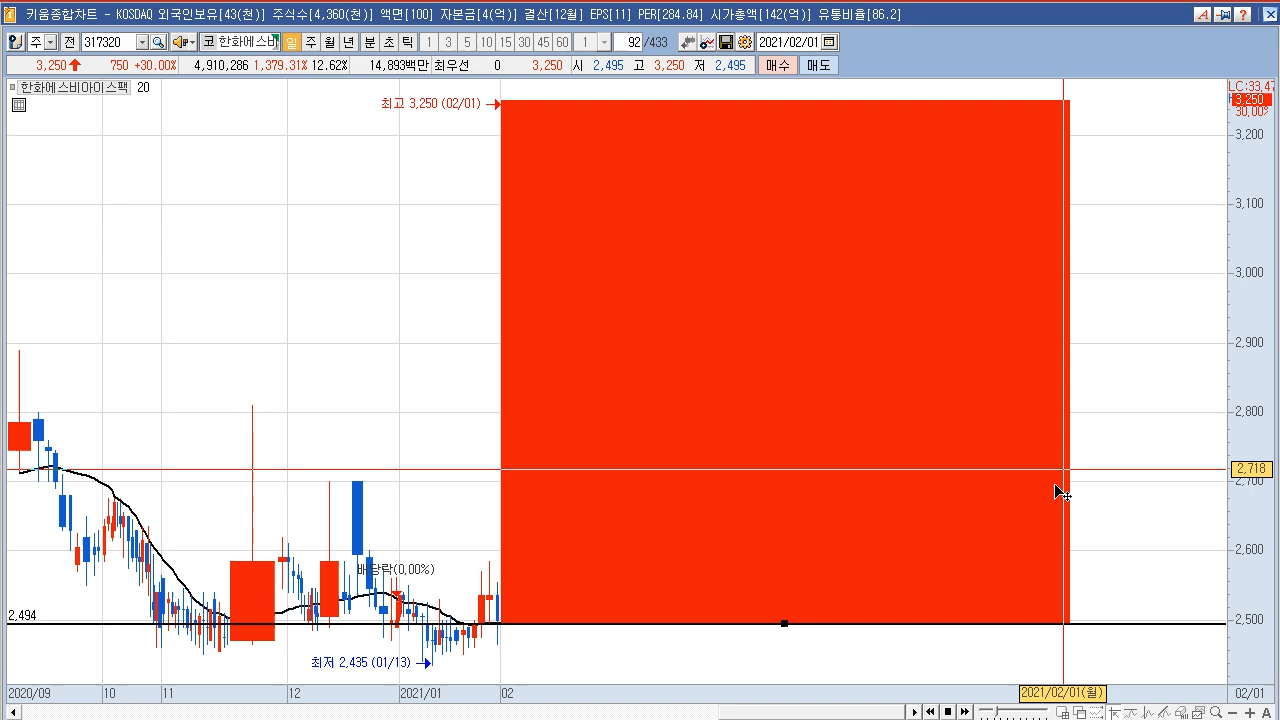 키움종합차트 - KOSDAQ 외국인보유[43(천)] 주식수[4,360(천)] 액면[100] 자본금[4(억)] 결산[12월] EPS[11] PER[284.84] 시가총액[142(억)] 유통비율[86.2]
주 전 317320 코 한화에스비 일 주 월 년 분 초 틱 1 3 5 10 15 30 45 60 1 92 /433 2021/02/01
3,250 750 +30.00% 4,910,286 1,379.31% 12.62% 14,893백만 최우선 0 3,250 시 2,495 고 3,250 저 2,495 매수 매도
한화에스비아이스팩 20
LC:33,47
최고 3,250 (02/01)
3,250
30.00%
3,200
3,100
3,000
2,900
2,800
2,718
2,700
2,600
배당락(0.00%)
2,494
2,500
최저 2,435 (01/13)
2020/09 10 11 12 2021/01 02 2021/02/01(월) 02/01
A